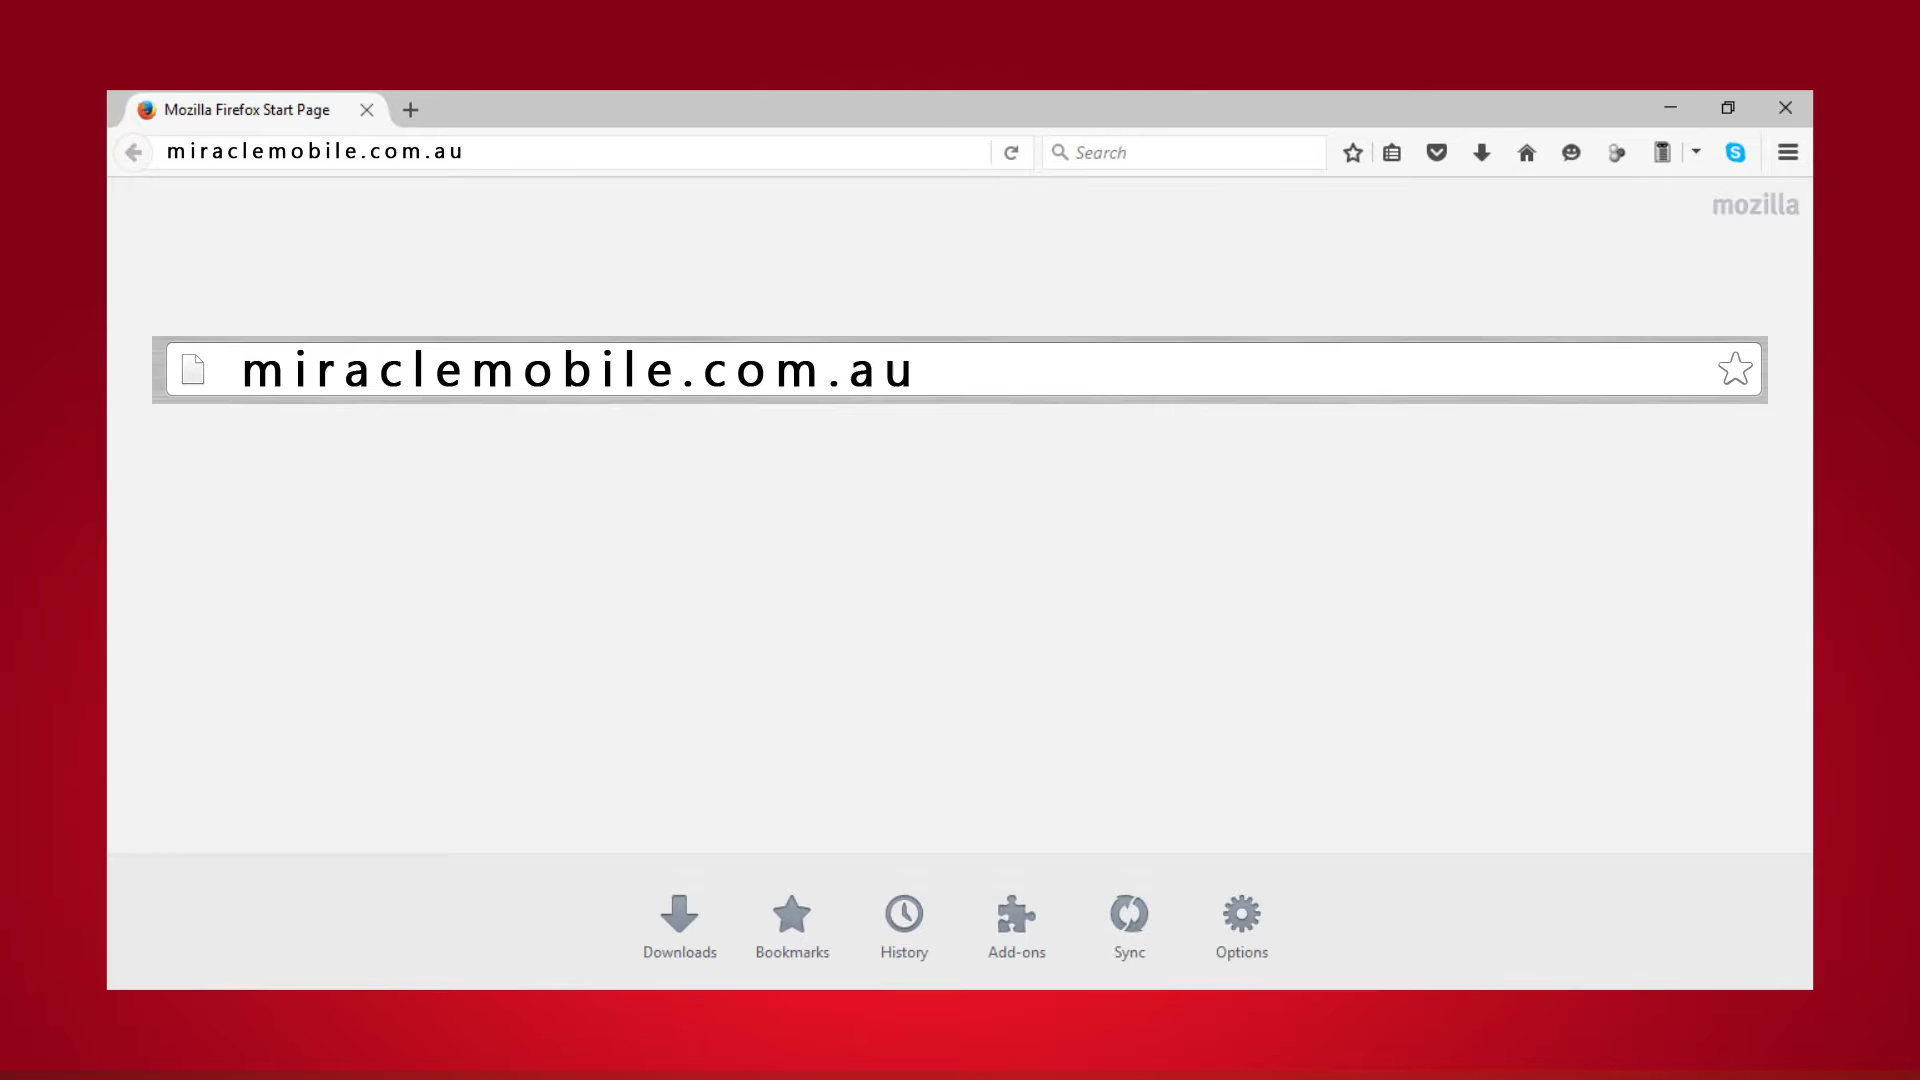 Mozilla Firefox Start Page
miraclemobile.com.au
Search
mozilla
miraclemobile.com.au
Downloads Bookmarks History Add-ons Sync Options